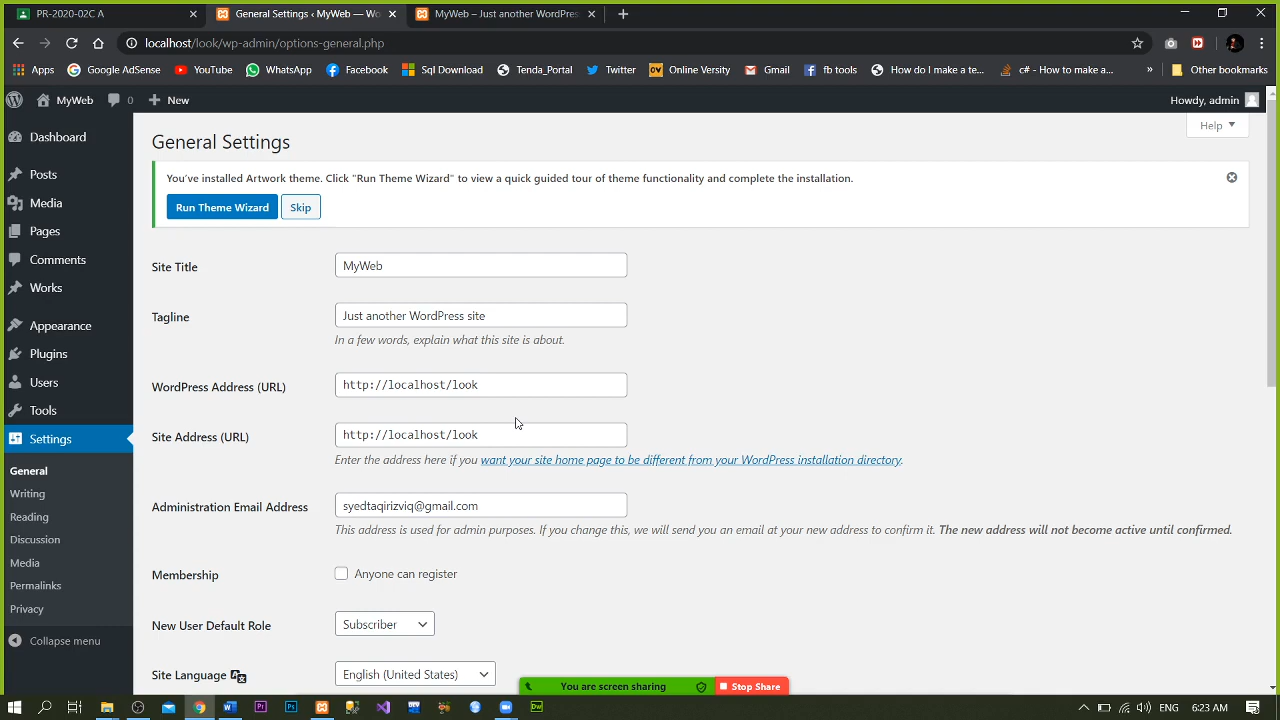 PR-2020-02C A
General Settings ‹ MyWeb — Wo
MyWeb – Just another WordPres
localhost/look/wp-admin/options-general.php
Apps
Google AdSense
YouTube
WhatsApp
Facebook
Sql Download
Tenda_Portal
Twitter
OV
Online Versity
Gmail
fb tools
How do I make a te...
c# - How to make a...
»
Other bookmarks
MyWeb
0
New
Howdy, admin
Help
Dashboard
Posts
Media
Pages
Comments
Works
Appearance
Plugins
Users
Tools
Settings
General
Writing
Reading
Discussion
Media
Permalinks
Privacy
Collapse menu
General Settings
You've installed Artwork theme. Click "Run Theme Wizard" to view a quick guided tour of theme functionality and complete the installation.
Run Theme Wizard
Skip
Site Title
MyWeb
Tagline
Just another WordPress site
In a few words, explain what this site is about.
WordPress Address (URL)
http://localhost/look
Site Address (URL)
http://localhost/look
Enter the address here if you want your site home page to be different from your WordPress installation directory.
Administration Email Address
syedtaqirizviq@gmail.com
This address is used for admin purposes. If you change this, we will send you an email at your new address to confirm it. The new address will not become active until confirmed.
Membership
Anyone can register
New User Default Role
Subscriber
Site Language
English (United States)
You are screen sharing
Stop Share
W
Pr
Ps
DEV
Dw
ENG
6:23 AM